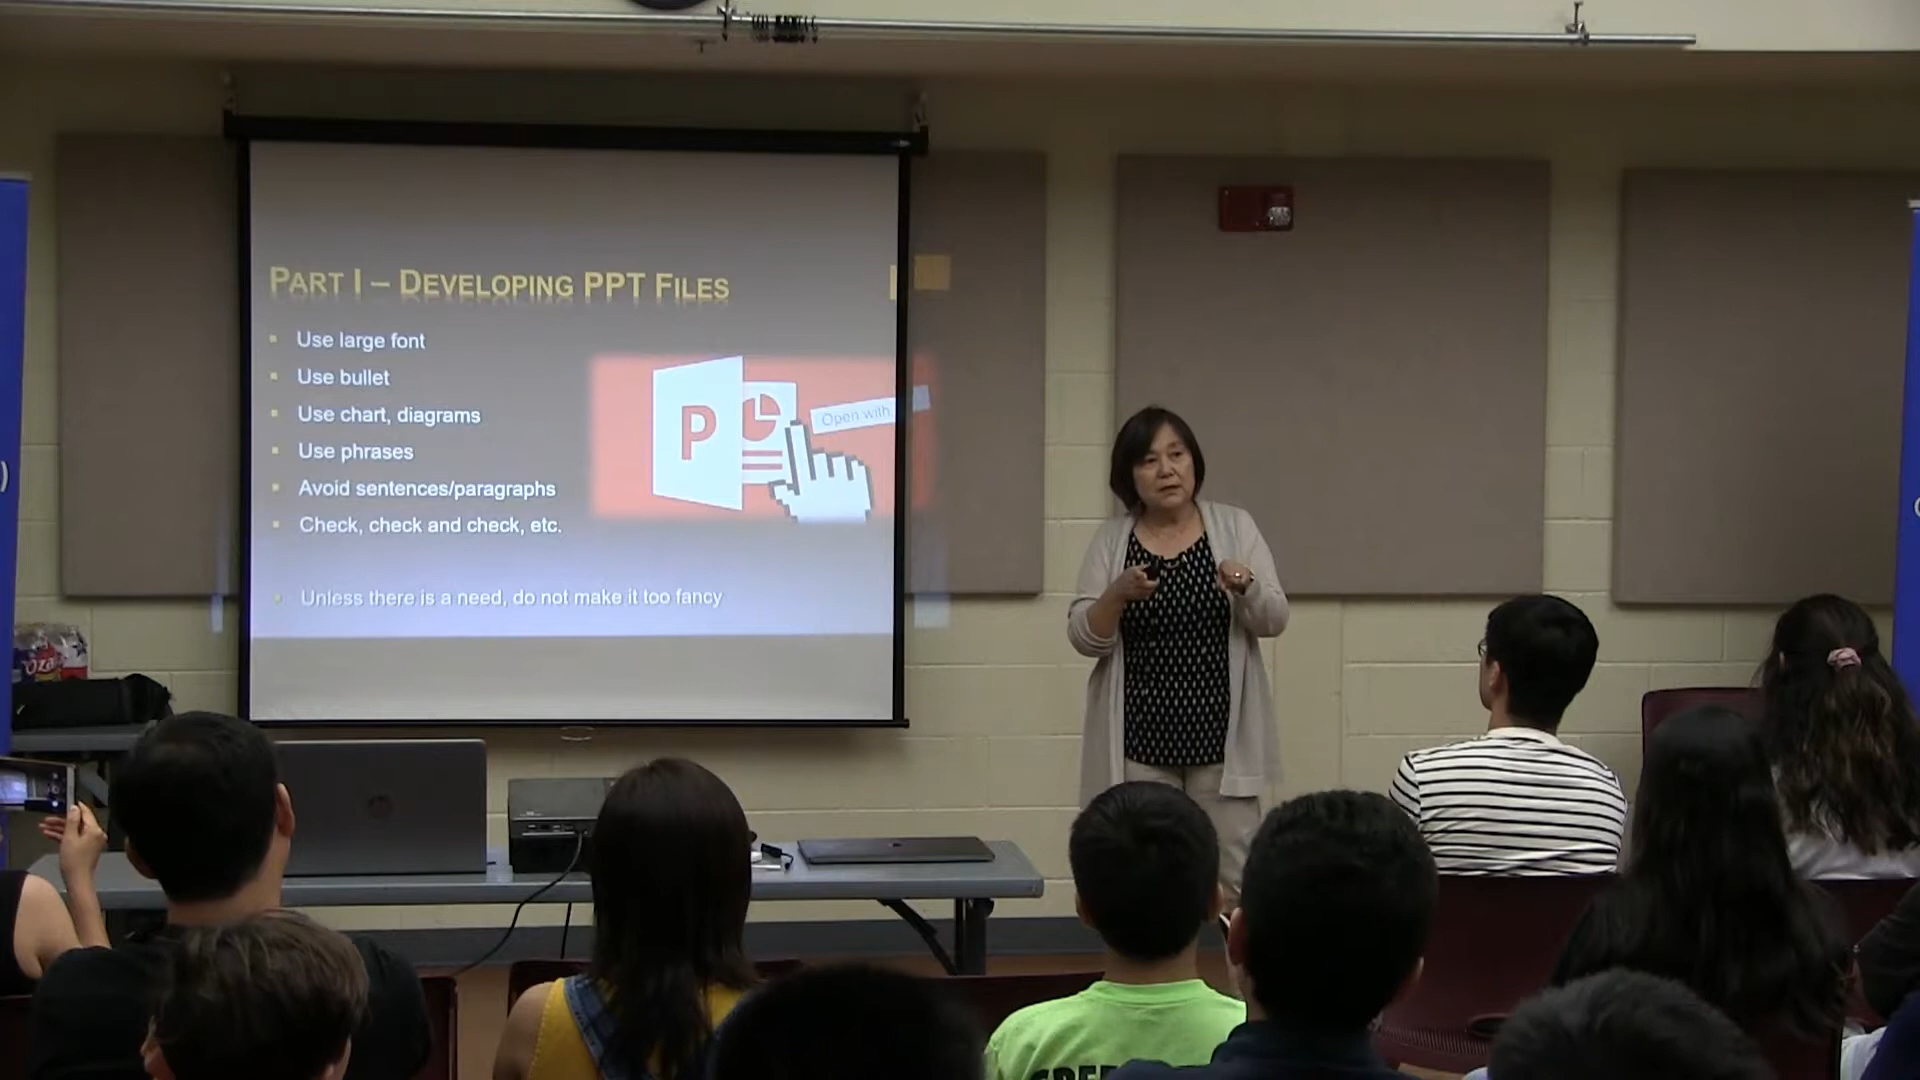 PART I – DEVELOPING PPT FILES
Use large font
Use bullet
Use chart, diagrams
Use phrases
Avoid sentences/paragraphs
Check, check and check, etc.
Unless there is a need, do not make it too fancy
P
Open with
)